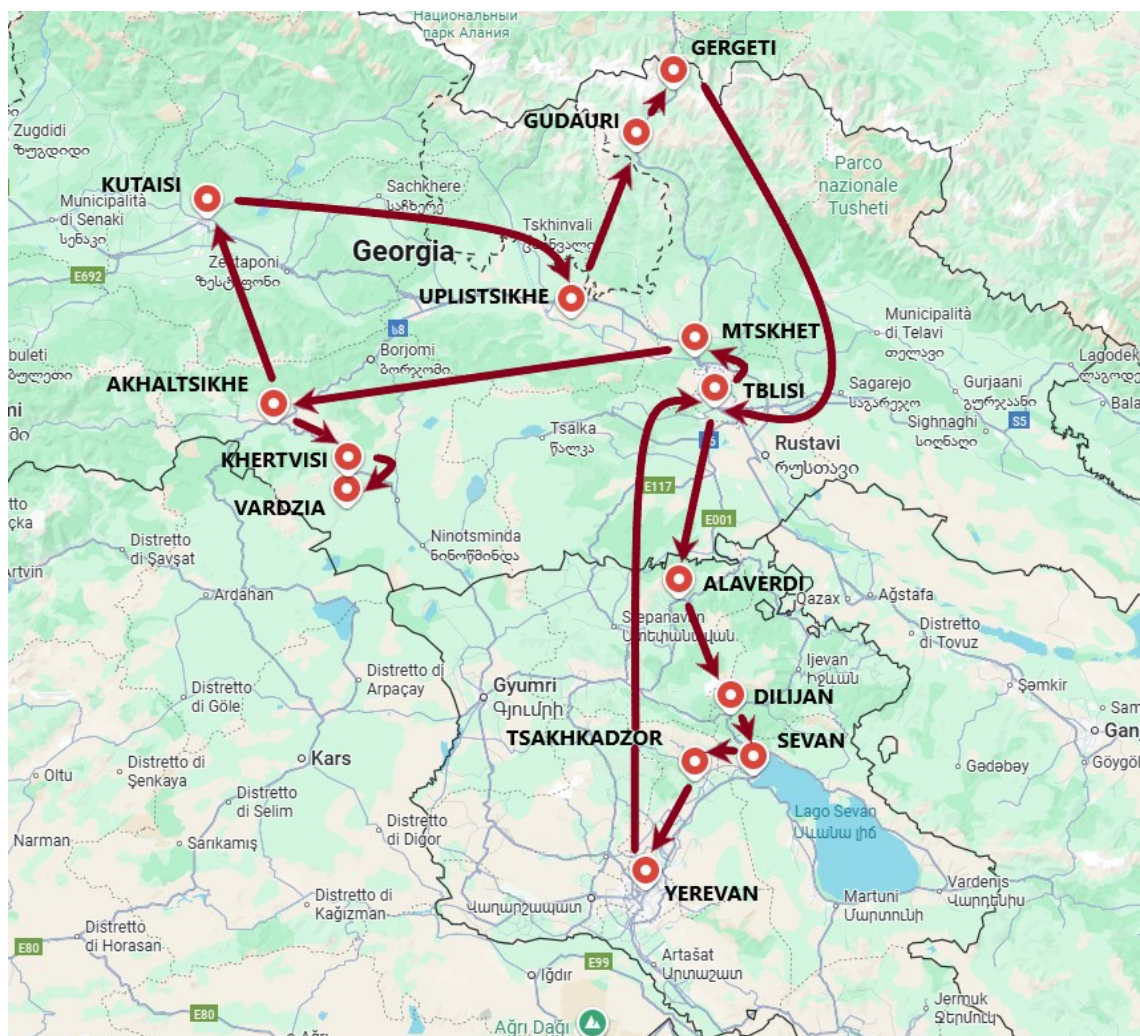 Национальный
парк Алания
GERGETI
Zugdidi
ზუგდიდი
GUDAURI
Parco
nazionale
Tusheti
KUTAISI
Sachkhere
საჩხერე
Municipalità
di Senaki
სენაკი
Tskhinvali
Georgia
E692
UPLISTSIKHE
MTSKHET
Municipalità
di Telavi
თელავი
Borjomi
ბორჯომი
AKHALTSIKHE
TBLISI
Sagarejo
საგარეჯო
Gurjaani
გურჯაანი
Sighnaghi
სიღნაღი
S5
Tsalka
წალკა
Rustavi
რუსთავი
KHERTVISI
VARDZIA
E117
E001
Distretto
di Şavşat
Ninotsminda
ნინოწმინდა
Ardahan
ALAVERDI
Qazax
Ağstafa
Distretto
di Tovuz
Ijevan
Իջևան
Distretto di
Arpaçay
Distretto
di Göle
Gyumri
Գյումրի
Şəmkir
DILIJAN
TSAKHKADZOR
SEVAN
Kars
Oltu
Distretto di
Şenkaya
Gədəbəy
Göygöl
Distretto
di Selim
Lago Sevan
Սևանա լիճ
Narman
Sarıkamış
Distretto
di Digor
YEREVAN
Distretto di
Kağızman
Վաղարշապատ
Martuni
Մարտունի
Vardenis
Վարդենիս
E80
Distretto
di Horasan
Artašat
Արտաշատ
E99
Iğdır
E80
Ağrı Dağı
Jermuk
Ջերմուկ